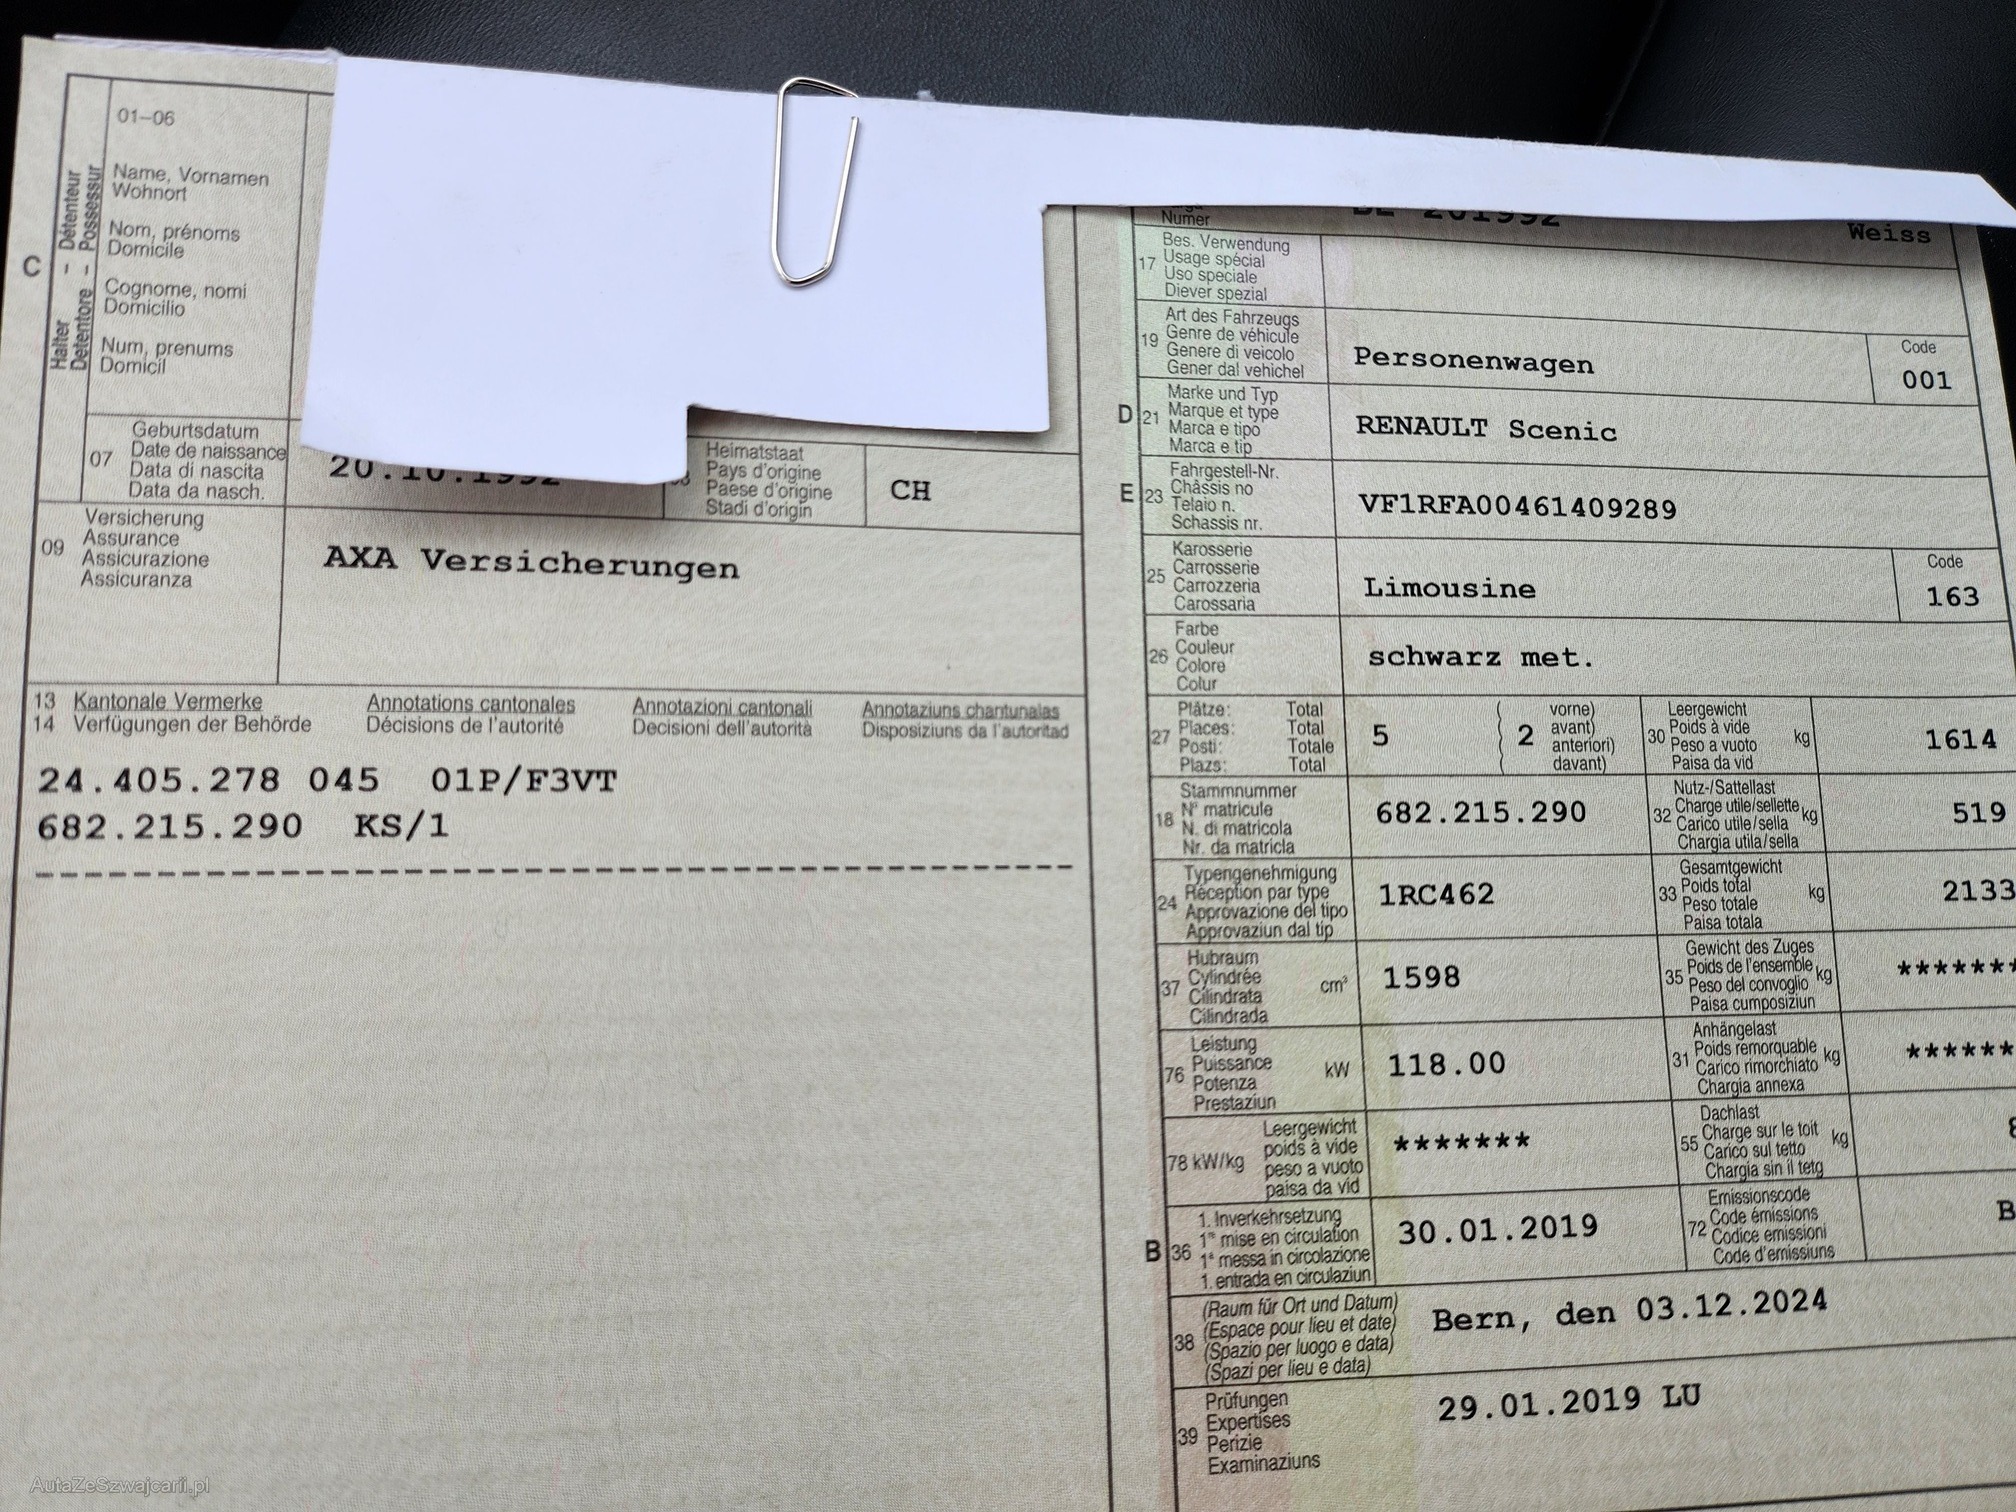 01–06
Name, Vornamen
Wohnort
Nom, prénoms
Domicile
Cognome, nomi
Domicilio
Num, prenums
Domicil
C
Halter - Détenteur
Detentore - Possessur
07
Geburtsdatum
Date de naissance
Data di nascita
Data da nasch.
20.10.1992
Heimatstaat
Pays d'origine
Paese d'origine
Stadi d'origin
CH
09
Versicherung
Assurance
Assicurazione
Assicuranza
AXA Versicherungen
13 Kantonale Vermerke Annotations cantonales Annotazioni cantonali Annotaziuns chantunalas
14 Verfügungen der Behörde Décisions de l'autorité Decisioni dell'autorità Disposiziuns da l'autoritad
24.405.278 045 01P/F3VT
682.215.290 KS/1
Numer
BE 201992
Weiss
17
Bes. Verwendung
Usage spécial
Uso speciale
Diever spezial
19
Art des Fahrzeugs
Genre de véhicule
Genere di veicolo
Gener dal vehichel
Personenwagen
Code
001
D 21
Marke und Typ
Marque et type
Marca e tipo
Marca e tip
RENAULT Scenic
E 23
Fahrgestell-Nr.
Châssis no
Telaio n.
Schassis nr.
VF1RFA00461409289
25
Karosserie
Carrosserie
Carrozzeria
Carossaria
Limousine
Code
163
26
Farbe
Couleur
Colore
Colur
schwarz met.
27
Plätze: Total
Places: Total
Posti: Totale
Plazs: Total
5
( 2
vorne)
avant)
anteriori)
davant)
30
Leergewicht
Poids à vide
Peso a vuoto
Paisa da vid
kg
1614
18
Stammnummer
N° matricule
N. di matricola
Nr. da matricla
682.215.290
32
Nutz-/Sattellast
Charge utile/sellette
Carico utile/sella
Chargia utila/sella
kg
519
24
Typengenehmigung
Réception par type
Approvazione del tipo
Approvaziun dal tip
1RC462
33
Gesamtgewicht
Poids total
Peso totale
Paisa totala
kg
2133
37
Hubraum
Cylindrée
Cilindrata
Cilindrada
cm³
1598
35
Gewicht des Zuges
Poids de l'ensemble
Peso del convoglio
Paisa cumposiziun
kg
*******
76
Leistung
Puissance
Potenza
Prestaziun
kW
118.00
31
Anhängelast
Poids remorquable
Carico rimorchiato
Chargia annexa
kg
******
78 kW/kg
Leergewicht
poids à vide
peso a vuoto
paisa da vid
*******
55
Dachlast
Charge sur le toit
Carico sul tetto
Chargia sin il tetg
kg
B 36
1. Inverkehrsetzung
1re mise en circulation
1a messa in circolazione
1. entrada en circulaziun
30.01.2019
72
Emissionscode
Code émissions
Codice emissioni
Code d'emissiuns
B
38
(Raum für Ort und Datum)
(Espace pour lieu et date)
(Spazio per luogo e data)
(Spazi per lieu e data)
Bern, den 03.12.2024
39
Prüfungen
Expertises
Perizie
Examinaziuns
29.01.2019 LU
AutaZeSzwajcarii.pl